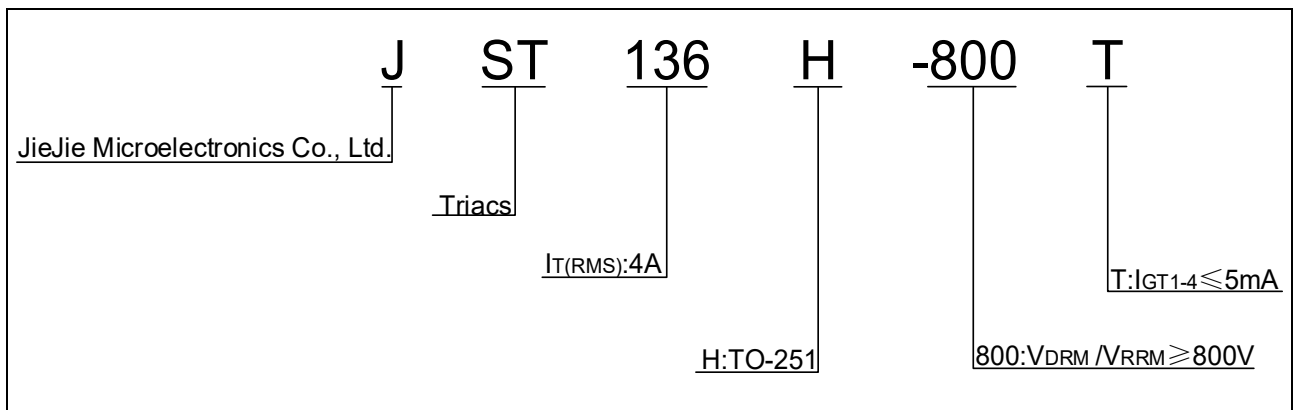 J ST 136 H -800 T
JieJie Microelectronics Co., Ltd.
Triacs
IT(RMS):4A
T:IGT1-4≤5mA
H:TO-251
800:VDRM /VRRM≥800V